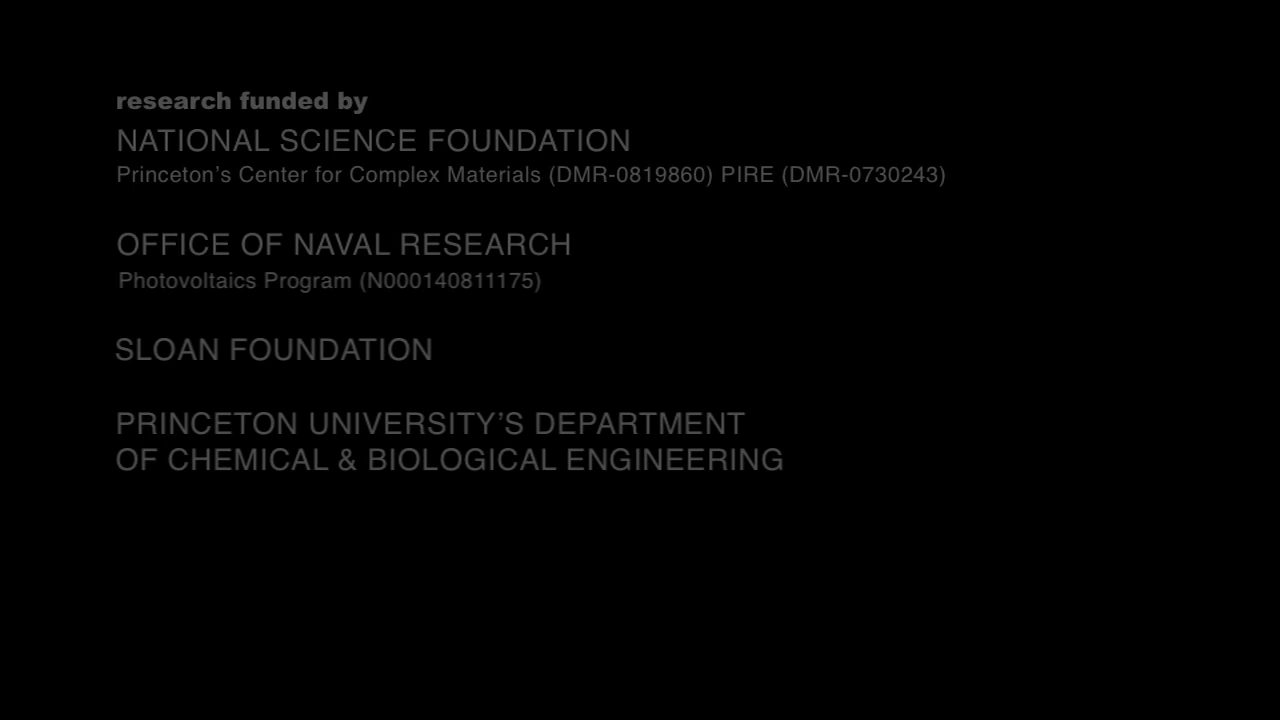 research funded by
NATIONAL SCIENCE FOUNDATION
Princeton’s Center for Complex Materials (DMR-0819860) PIRE (DMR-0730243)
OFFICE OF NAVAL RESEARCH
Photovoltaics Program (N000140811175)
SLOAN FOUNDATION
PRINCETON UNIVERSITY’S DEPARTMENT
OF CHEMICAL & BIOLOGICAL ENGINEERING